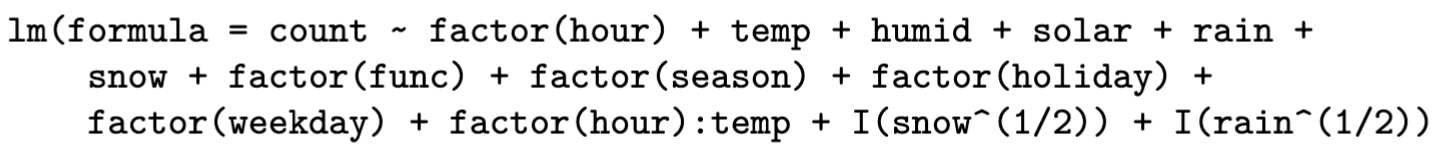 lm(formula = count ~ factor(hour) + temp + humid + solar + rain +
snow + factor(func) + factor(season) + factor(holiday) +
factor(weekday) + factor(hour):temp + I(snow^(1/2)) + I(rain^(1/2))